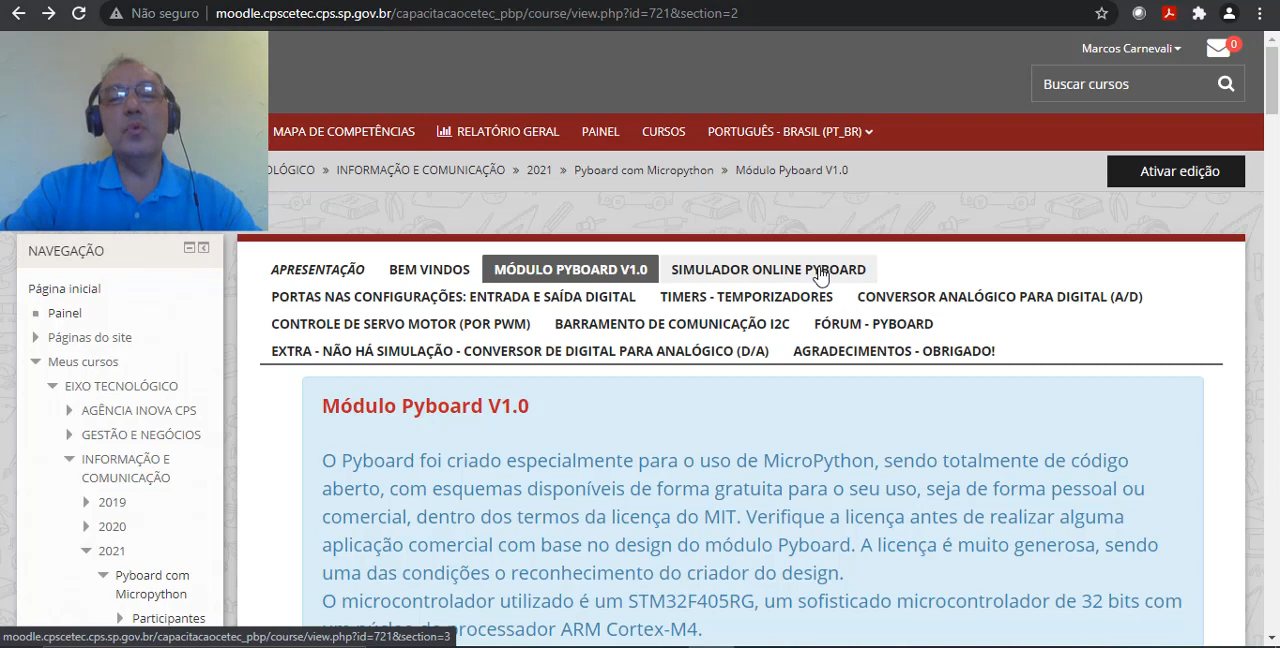 Não seguro | moodle.cpscetec.cps.sp.gov.br/capacitacaocetec_pbp/course/view.php?id=721&section=2
Marcos Carnevali
0
Buscar cursos
MAPA DE COMPETÊNCIAS RELATÓRIO GERAL PAINEL CURSOS PORTUGUÊS - BRASIL (PT_BR)
OLÓGICO » INFORMAÇÃO E COMUNICAÇÃO » 2021 » Pyboard com Micropython » Módulo Pyboard V1.0
Ativar edição
NAVEGAÇÃO
Página inicial
Painel
Páginas do site
Meus cursos
EIXO TECNOLÓGICO
AGÊNCIA INOVA CPS
GESTÃO E NEGÓCIOS
INFORMAÇÃO E
COMUNICAÇÃO
2019
2020
2021
Pyboard com
Micropython
Participantes
APRESENTAÇÃO BEM VINDOS MÓDULO PYBOARD V1.0 SIMULADOR ONLINE PYBOARD
PORTAS NAS CONFIGURAÇÕES: ENTRADA E SAÍDA DIGITAL TIMERS - TEMPORIZADORES CONVERSOR ANALÓGICO PARA DIGITAL (A/D)
CONTROLE DE SERVO MOTOR (POR PWM) BARRAMENTO DE COMUNICAÇÃO I2C FÓRUM - PYBOARD
EXTRA - NÃO HÁ SIMULAÇÃO - CONVERSOR DE DIGITAL PARA ANALÓGICO (D/A) AGRADECIMENTOS - OBRIGADO!
Módulo Pyboard V1.0
O Pyboard foi criado especialmente para o uso de MicroPython, sendo totalmente de código
aberto, com esquemas disponíveis de forma gratuita para o seu uso, seja de forma pessoal ou
comercial, dentro dos termos da licença do MIT. Verifique a licença antes de realizar alguma
aplicação comercial com base no design do módulo Pyboard. A licença é muito generosa, sendo
uma das condições o reconhecimento do criador do design.
O microcontrolador utilizado é um STM32F405RG, um sofisticado microcontrolador de 32 bits com
processador ARM Cortex-M4.
moodle.cpscetec.cps.sp.gov.br/capacitacaocetec_pbp/course/view.php?id=721&section=3